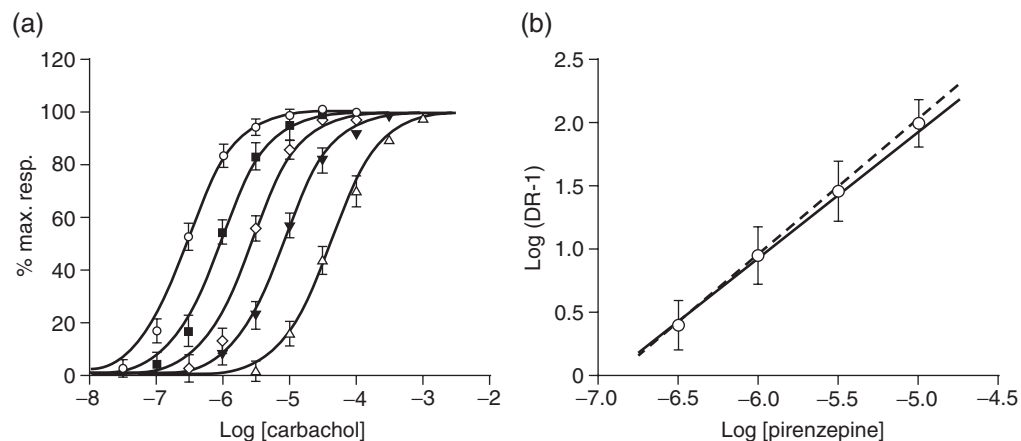 (a)
120
100
80
60
40
20
0
% max. resp.
–8 –7 –6 –5 –4 –3 –2
Log [carbachol]
(b)
2.5
2.0
1.5
1.0
0.5
0.0
Log (DR-1)
–7.0 –6.5 –6.0 –5.5 –5.0 –4.5
Log [pirenzepine]